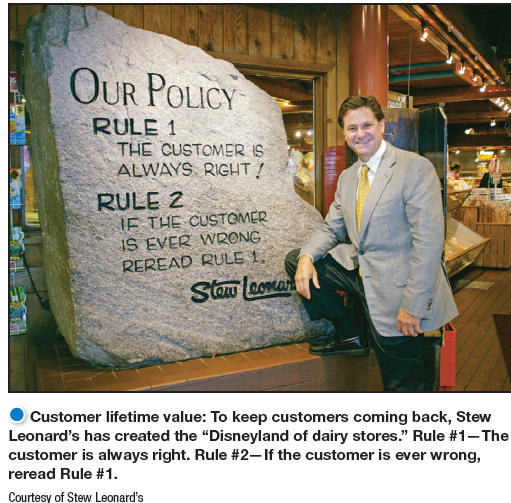 OUR POLICY
RULE 1
THE CUSTOMER IS
ALWAYS RIGHT!
RULE 2
IF THE CUSTOMER
IS EVER WRONG,
REREAD RULE 1.
Stew Leonar
Customer lifetime value: To keep customers coming back, Stew
Leonard’s has created the “Disneyland of dairy stores.” Rule #1—The
customer is always right. Rule #2—If the customer is ever wrong,
reread Rule #1.
Courtesy of Stew Leonard’s